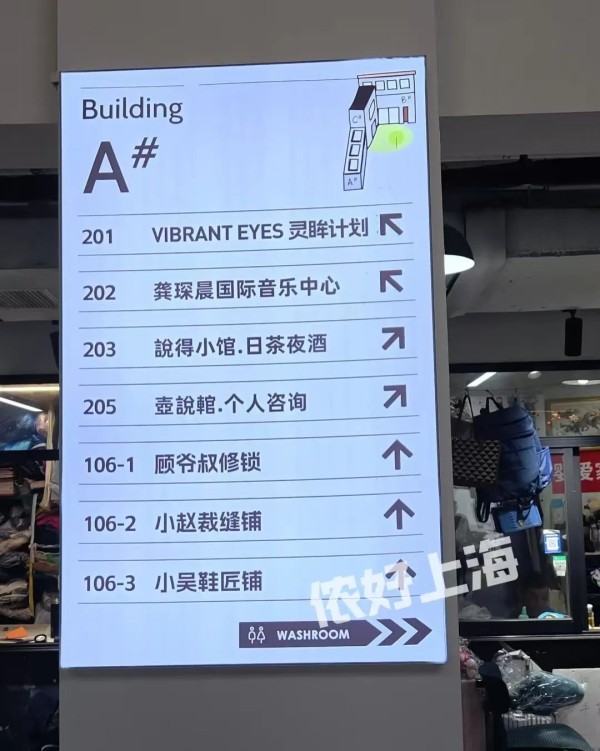 Building
A#
B#
C#
A#
201 VIBRANT EYES 灵眸计划
202 龚琛晨国际音乐中心
203 說得小馆.日茶夜酒
205 壶說輨.个人咨询
106-1 顾爷叔修锁
106-2 小赵裁缝铺
106-3 小吴鞋匠铺
WASHROOM
侬好上海
爱家